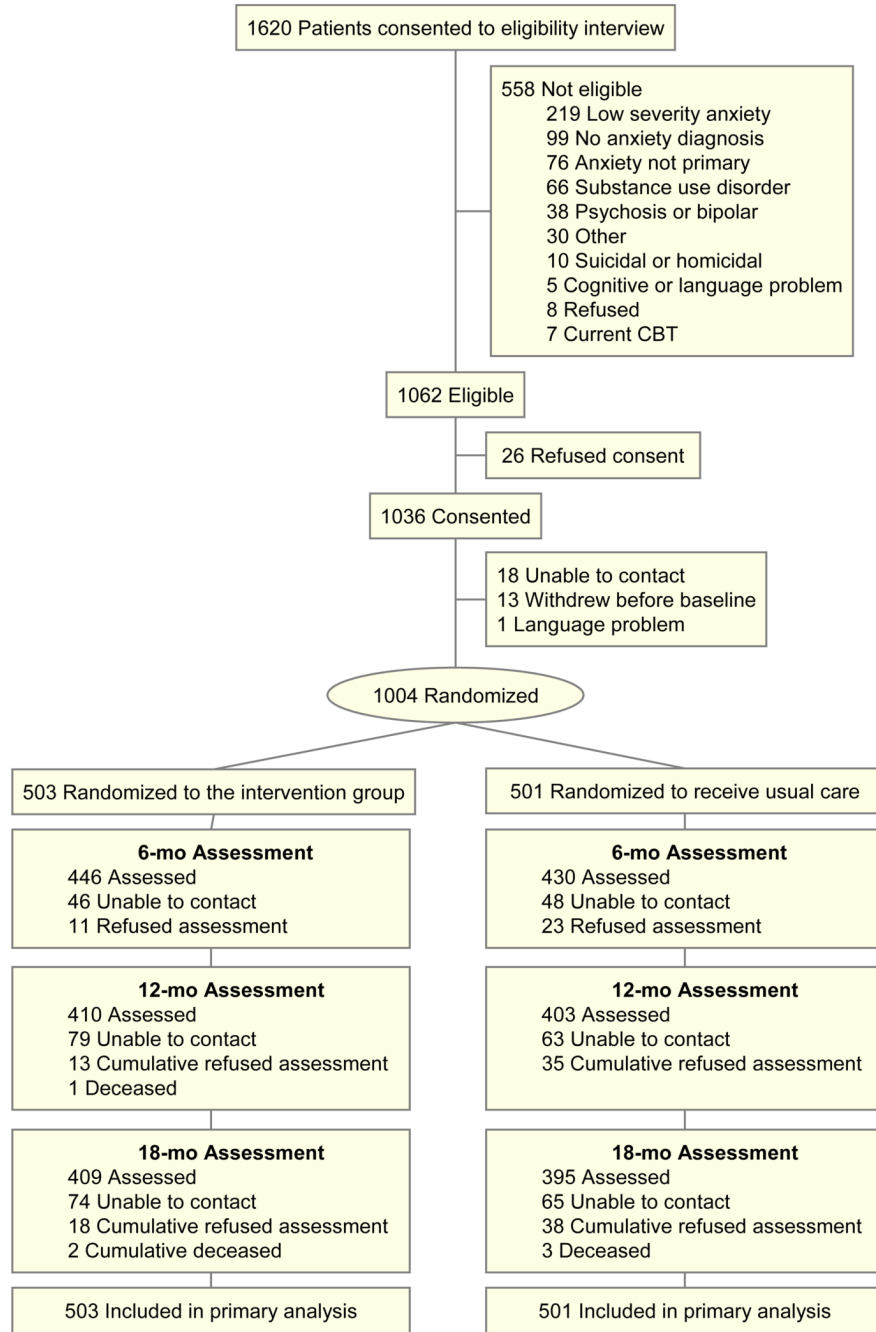 1620 Patients consented to eligibility interview
558 Not eligible
219 Low severity anxiety
99 No anxiety diagnosis
76 Anxiety not primary
66 Substance use disorder
38 Psychosis or bipolar
30 Other
10 Suicidal or homicidal
5 Cognitive or language problem
8 Refused
7 Current CBT
1062 Eligible
26 Refused consent
1036 Consented
18 Unable to contact
13 Withdrew before baseline
1 Language problem
1004 Randomized
503 Randomized to the intervention group
501 Randomized to receive usual care
6-mo Assessment
446 Assessed
46 Unable to contact
11 Refused assessment
6-mo Assessment
430 Assessed
48 Unable to contact
23 Refused assessment
12-mo Assessment
410 Assessed
79 Unable to contact
13 Cumulative refused assessment
1 Deceased
12-mo Assessment
403 Assessed
63 Unable to contact
35 Cumulative refused assessment
18-mo Assessment
409 Assessed
74 Unable to contact
18 Cumulative refused assessment
2 Cumulative deceased
18-mo Assessment
395 Assessed
65 Unable to contact
38 Cumulative refused assessment
3 Deceased
503 Included in primary analysis
501 Included in primary analysis